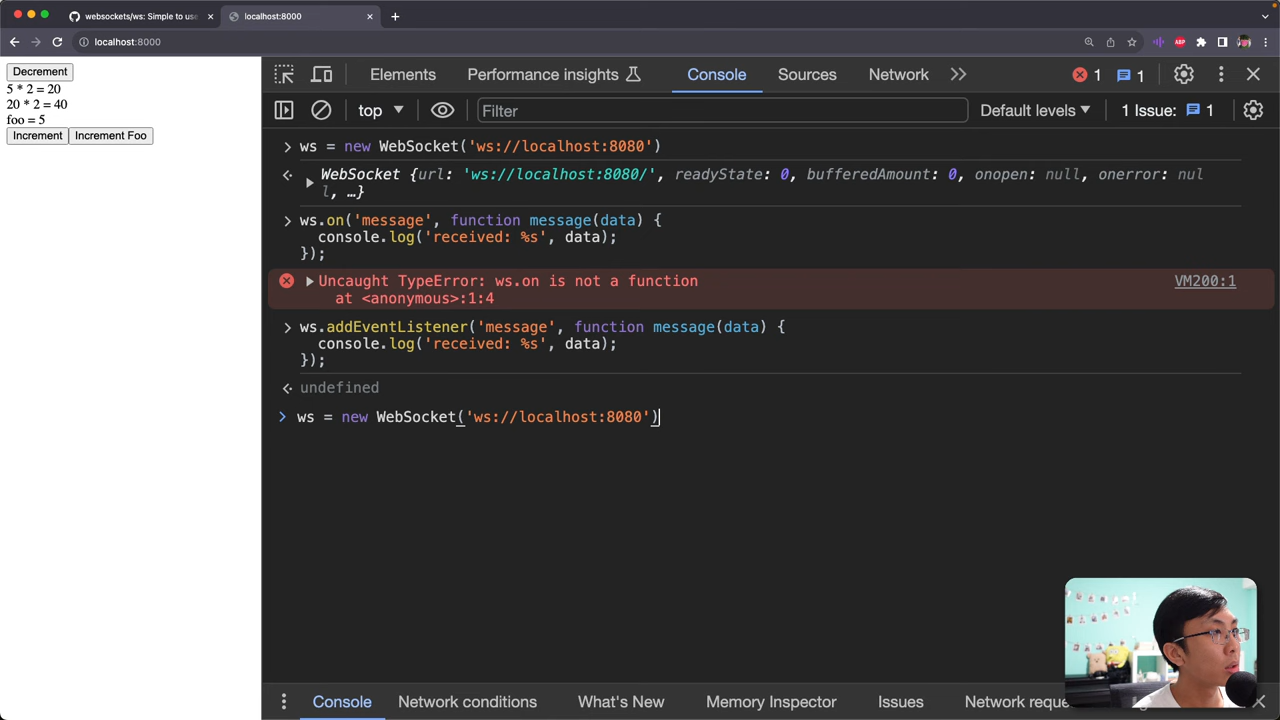 websockets/ws: Simple to use
localhost:8000
localhost:8000
ABP
Decrement
5 * 2 = 20
20 * 2 = 40
foo = 5
Increment
Increment Foo
Elements
Performance insights
Console
Sources
Network
1
1
top
Filter
Default levels
1 Issue:
1
ws = new WebSocket('ws://localhost:8080')
WebSocket {url: 'ws://localhost:8080/', readyState: 0, bufferedAmount: 0, onopen: null, onerror: nul
l, …}
ws.on('message', function message(data) {
console.log('received: %s', data);
});
Uncaught TypeError: ws.on is not a function
VM200:1
at <anonymous>:1:4
ws.addEventListener('message', function message(data) {
console.log('received: %s', data);
});
undefined
ws = new WebSocket('ws://localhost:8080')
Console
Network conditions
What's New
Memory Inspector
Issues
Network reque